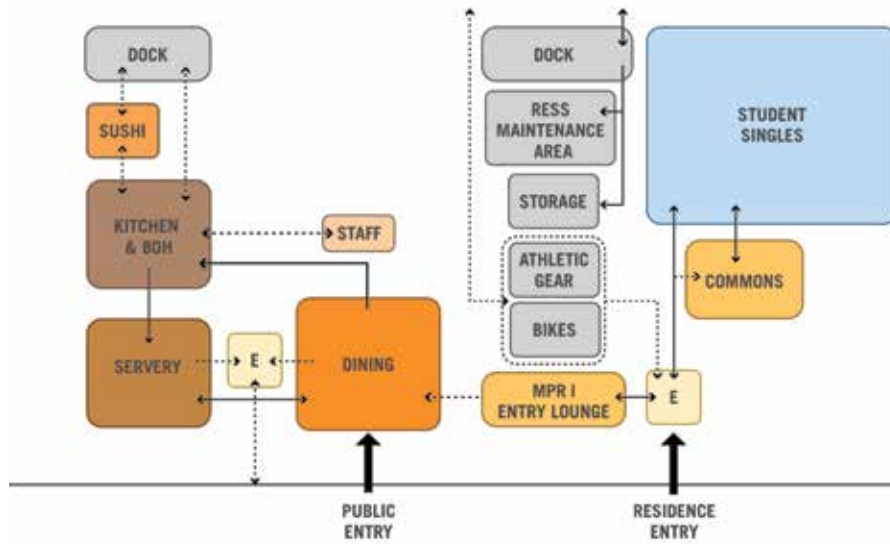 DOCK
SUSHI
KITCHEN
& BOH
STAFF
SERVERY
E
DINING
PUBLIC
ENTRY
DOCK
RESS
MAINTENANCE
AREA
STORAGE
ATHLETIC
GEAR
BIKES
MPR I
ENTRY LOUNGE
STUDENT
SINGLES
COMMONS
E
RESIDENCE
ENTRY